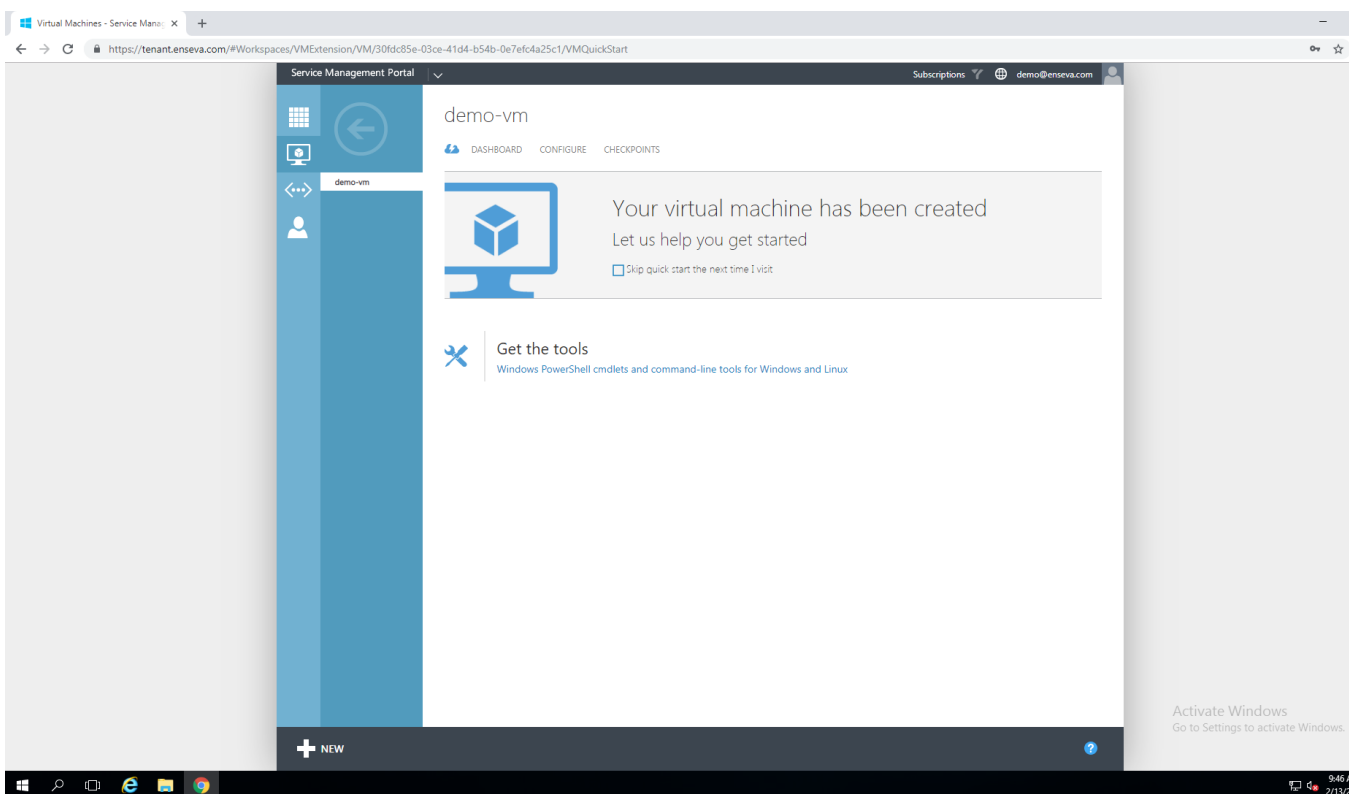 Virtual Machines - Service Manag
https://tenant.enseva.com/#Workspaces/VMExtension/VM/30fdc85e-03ce-41d4-b54b-0e7efc4a25c1/VMQuickStart
Service Management Portal
Subscriptions
demo@enseva.com
demo-vm
DASHBOARD CONFIGURE CHECKPOINTS
demo-vm
Your virtual machine has been created
Let us help you get started
Skip quick start the next time I visit
Get the tools
Windows PowerShell cmdlets and command-line tools for Windows and Linux
Activate Windows
Go to Settings to activate Windows.
NEW
?
9:46
2/13/2